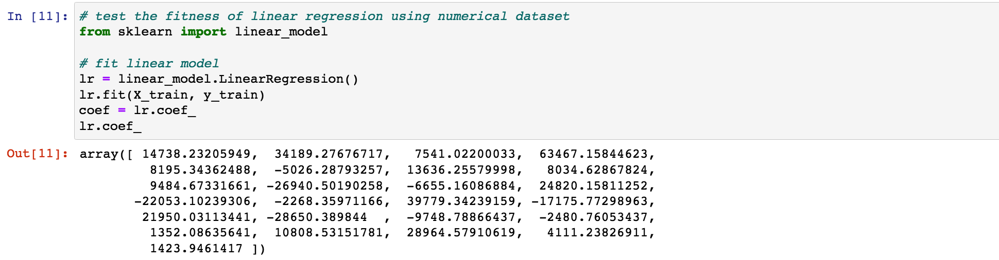 In [11]: # test the fitness of linear regression using numerical dataset
from sklearn import linear_model
# fit linear model
lr = linear_model.LinearRegression()
lr.fit(X_train, y_train)
coef = lr.coef_
lr.coef_
Out[11]: array([ 14738.23205949,  34189.27676717,   7541.02200033,  63467.15844623,
8195.34362488,  -5026.28793257,  13636.25579998,   8034.62867824,
9484.67331661, -26940.50190258,  -6655.16086884,  24820.15811252,
-22053.10239306,  -2268.35971166,  39779.34239159, -17175.77298963,
21950.03113441, -28650.389844  ,  -9748.78866437,  -2480.76053437,
1352.08635641,  10808.53151781,  28964.57910619,   4111.23826911,
1423.9461417 ])